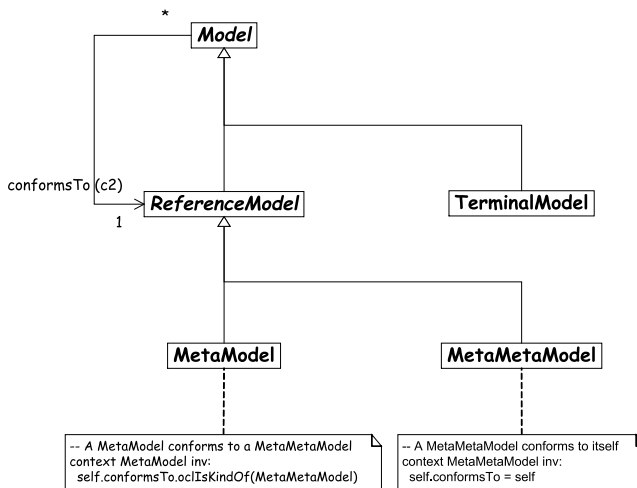 *
Model
conformsTo (c2)
1
ReferenceModel
TerminalModel
MetaModel
MetaMetaModel
-- A MetaModel conforms to a MetaMetaModel
context MetaModel inv:
self.conformsTo.oclIsKindOf(MetaMetaModel)
-- A MetaMetaModel conforms to itself
context MetaMetaModel inv:
self.conformsTo = self